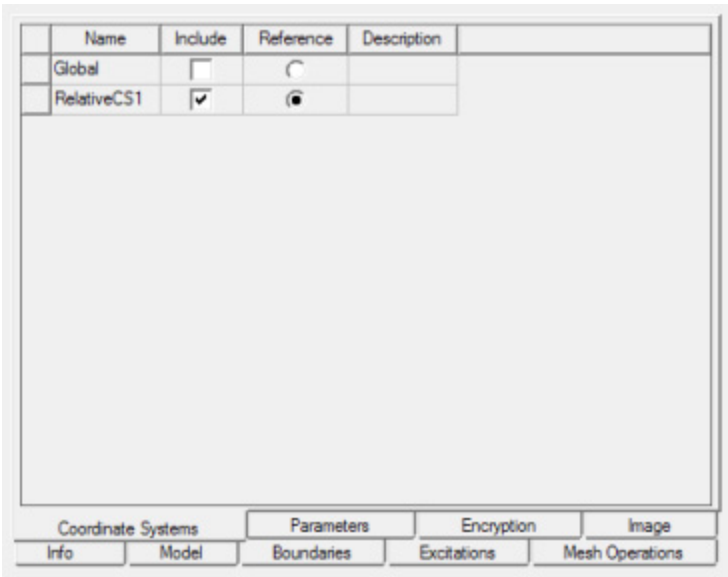 Name Include Reference Description
Global
RelativeCS1
Coordinate Systems Parameters Encryption Image
Info Model Boundaries Excitations Mesh Operations